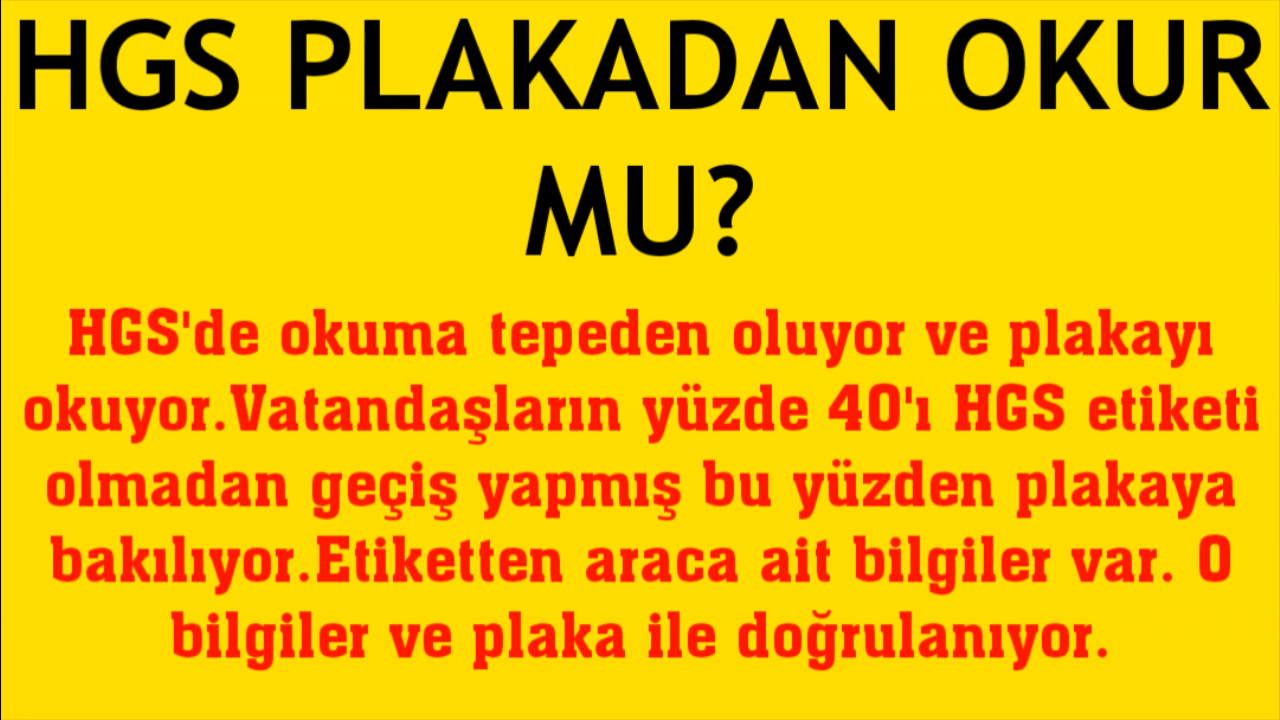 HGS PLAKADAN OKUR
MU?
HGS'de okuma tepeden oluyor ve plakayı
okuyor.Vatandaşların yüzde 40'ı HGS etiketi
olmadan geçiş yapmış bu yüzden plakaya
bakılıyor.Etiketten araca ait bilgiler var. O
bilgiler ve plaka ile doğrulanıyor.